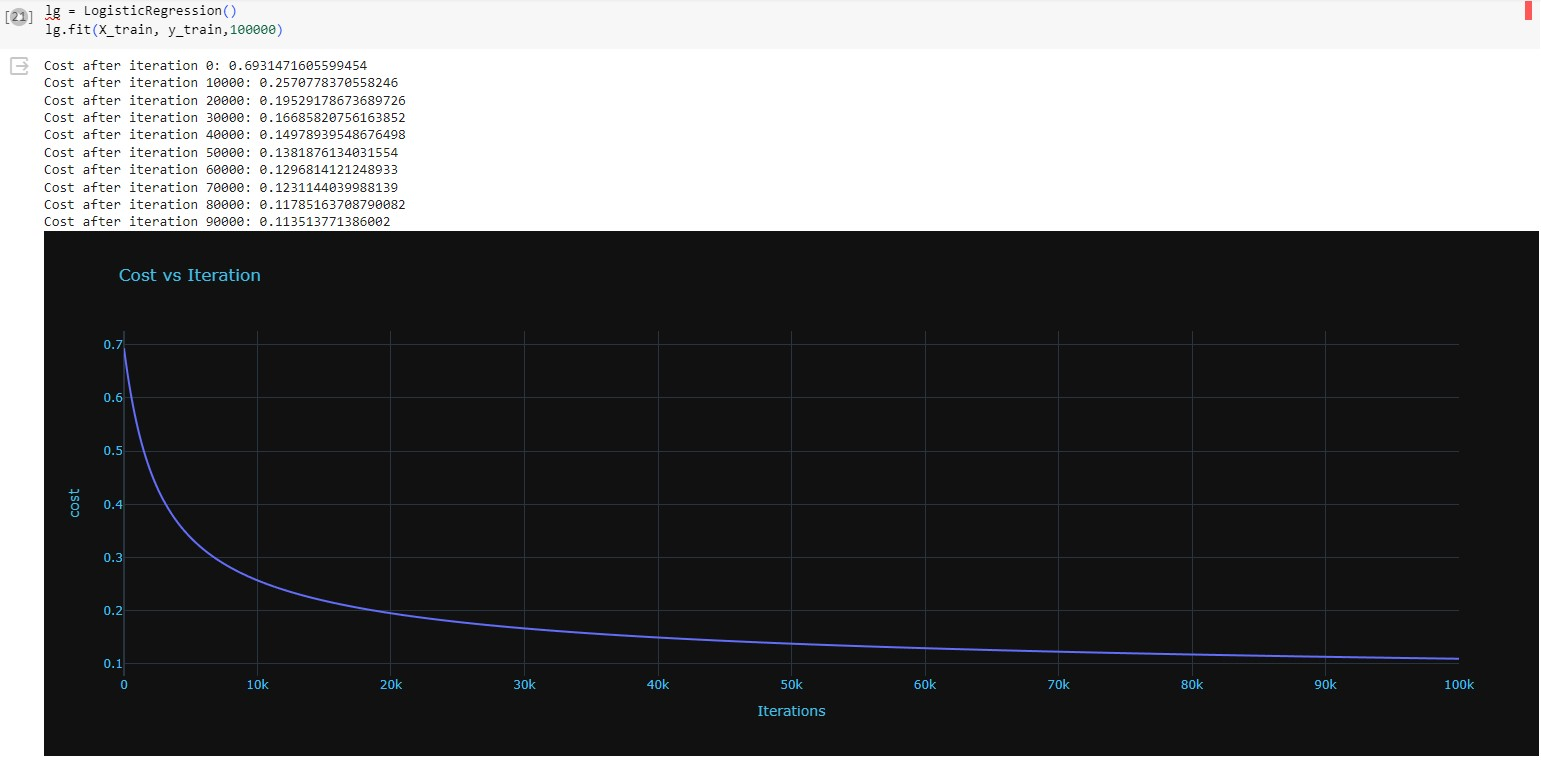 [21] lg = LogisticRegression()
lg.fit(X_train, y_train,100000)
Cost after iteration 0: 0.6931471605599454
Cost after iteration 10000: 0.2570778370558246
Cost after iteration 20000: 0.19529178673689726
Cost after iteration 30000: 0.16685820756163852
Cost after iteration 40000: 0.14978939548676498
Cost after iteration 50000: 0.1381876134031554
Cost after iteration 60000: 0.1296814121248933
Cost after iteration 70000: 0.1231144039988139
Cost after iteration 80000: 0.11785163708790082
Cost after iteration 90000: 0.113513771386002
Cost vs Iteration
0.7
0.6
0.5
cost
0.4
0.3
0.2
0.1
0 10k 20k 30k 40k 50k 60k 70k 80k 90k 100k
Iterations